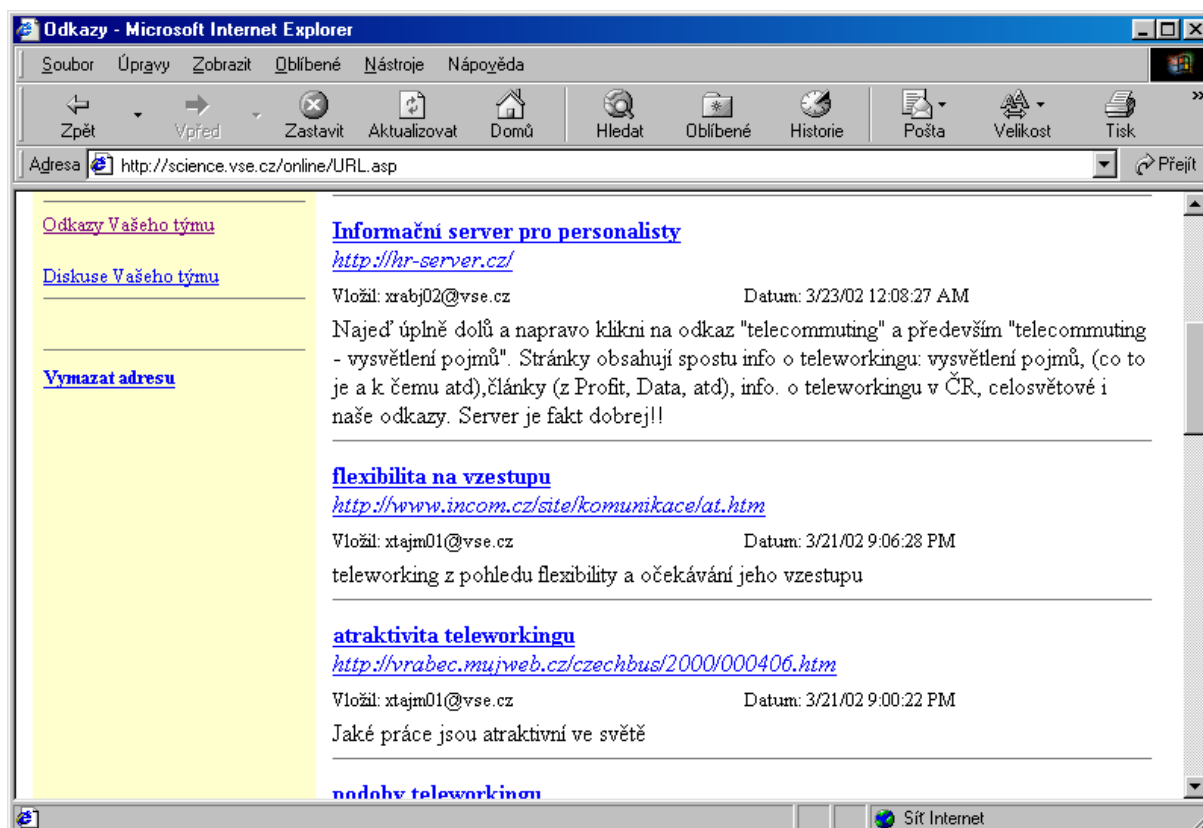 Odkazy - Microsoft Internet Explorer
Soubor Úpravy Zobrazit Oblíbené Nástroje Nápověda
Zpět Vpřed Zastavit Aktualizovat Domů Hledat Oblíbené Historie Pošta Velikost Tisk
Adresa http://science.vse.cz/online/URL.asp Přejít
Odkazy Vašeho týmu
Diskuse Vašeho týmu
Vymazat adresu
Informační server pro personalisty
http://hr-server.cz/
Vložil: xrabj02@vse.cz Datum: 3/23/02 12:08:27 AM
Najeď úplně dolů a napravo klikni na odkaz "telecommuting" a především "telecommuting
- vysvětlení pojmů". Stránky obsahují spostu info o teleworkingu: vysvětlení pojmů, (co to
je a k čemu atd),články (z Profit, Data, atd), info. o teleworkingu v ČR, celosvětové i
naše odkazy. Server je fakt dobrej!!
flexibilita na vzestupu
http://www.incom.cz/site/komunikace/at.htm
Vložil: xtajm01@vse.cz Datum: 3/21/02 9:06:28 PM
teleworking z pohledu flexibility a očekávání jeho vzestupu
atraktivita teleworkingu
http://vrabec.mujweb.cz/czechbus/2000/000406.htm
Vložil: xtajm01@vse.cz Datum: 3/21/02 9:00:22 PM
Jaké práce jsou atraktivní ve světě
podoby teleworkingu
Síť Internet